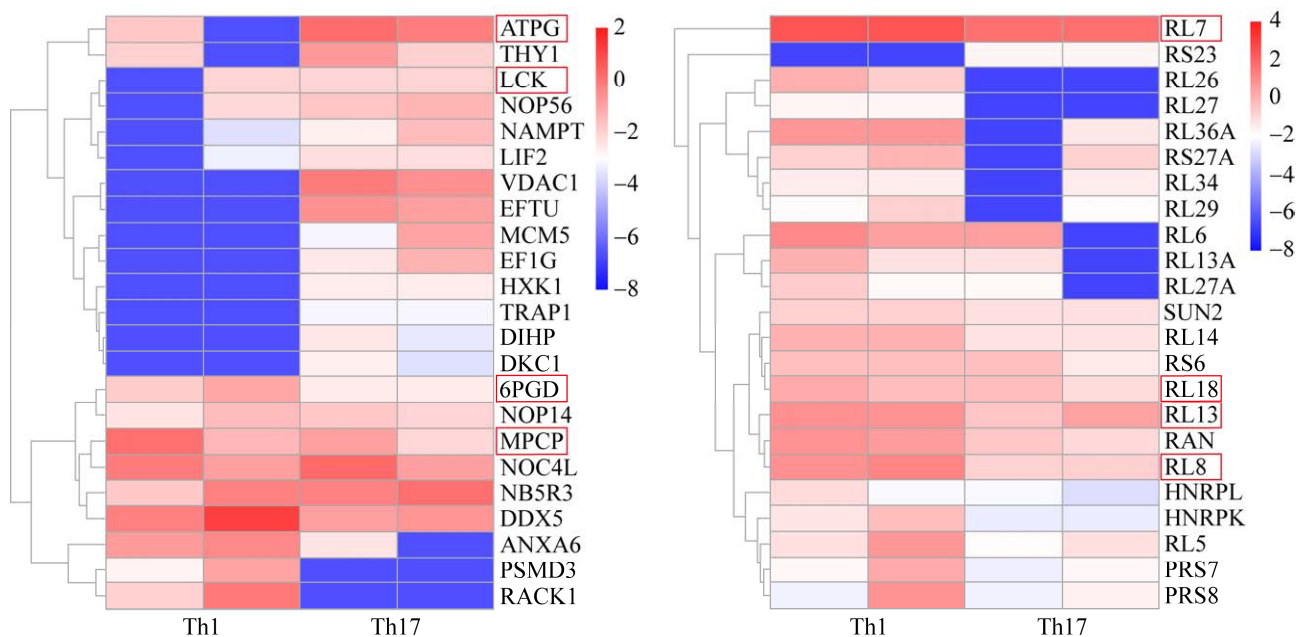 ATPG
THY1
LCK
NOP56
NAMPT
LIF2
VDAC1
EFTU
MCM5
EF1G
HXK1
TRAP1
DIHP
DKC1
6PGD
NOP14
MPCP
NOC4L
NB5R3
DDX5
ANXA6
PSMD3
RACK1
2
0
−2
−4
−6
−8
Th1 Th17
RL7
RS23
RL26
RL27
RL36A
RS27A
RL34
RL29
RL6
RL13A
RL27A
SUN2
RL14
RS6
RL18
RL13
RAN
RL8
HNRPL
HNRPK
RL5
PRS7
PRS8
4
2
0
−2
−4
−6
−8
Th1 Th17